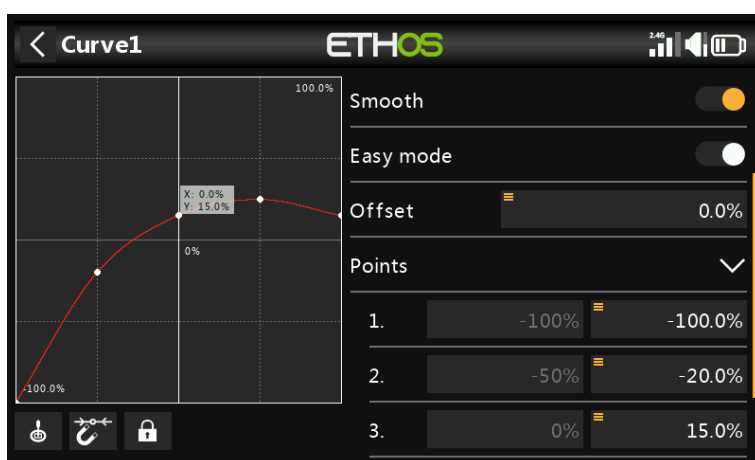 Curve1
ETHOS
2.4G
100.0%
X: 0.0%
Y: 15.0%
0%
-100.0%
Smooth
Easy mode
Offset 0.0%
Points
1. -100% -100.0%
2. -50% -20.0%
3. 0% 15.0%